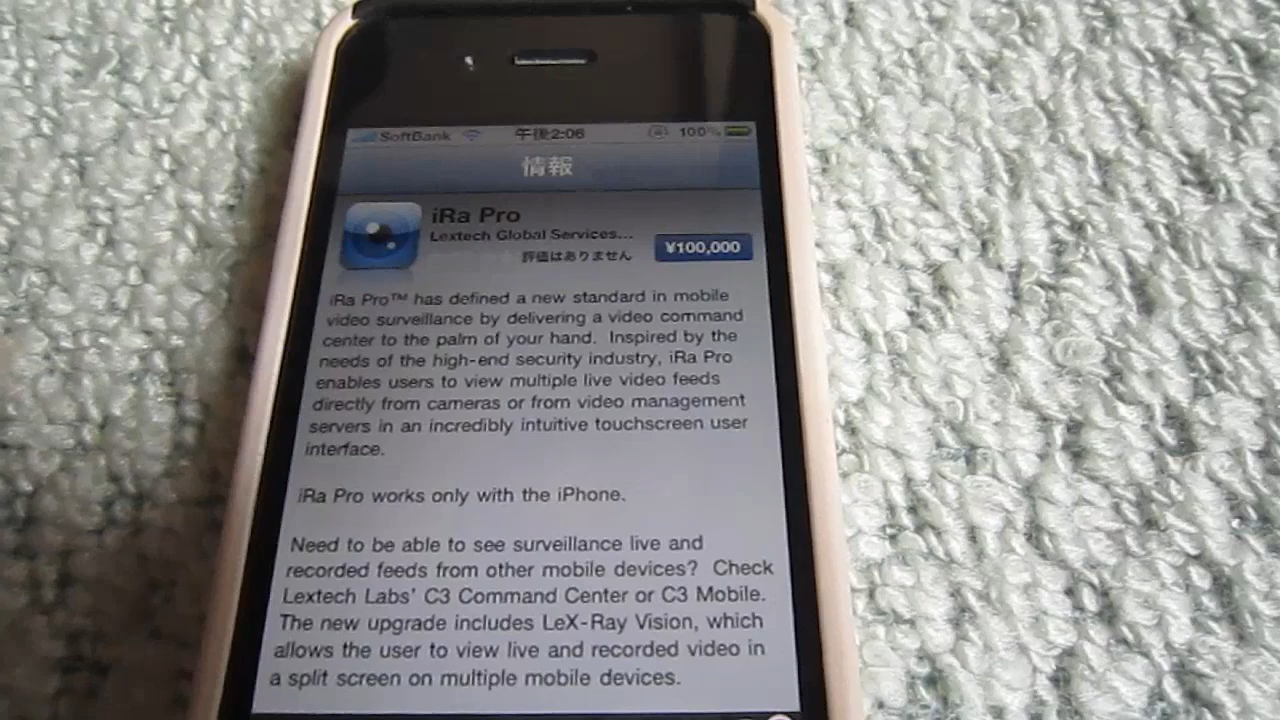 SoftBank 午後2:06 100%
情報
iRa Pro
Lextech Global Services...
¥100,000
評価はありません
iRa Pro™ has defined a new standard in mobile
video surveillance by delivering a video command
center to the palm of your hand. Inspired by the
needs of the high-end security industry, iRa Pro
enables users to view multiple live video feeds
directly from cameras or from video management
servers in an incredibly intuitive touchscreen user
interface.
iRa Pro works only with the iPhone.
Need to be able to see surveillance live and
recorded feeds from other mobile devices? Check
Lextech Labs' C3 Command Center or C3 Mobile.
The new upgrade includes LeX-Ray Vision, which
allows the user to view live and recorded video in
a split screen on multiple mobile devices.